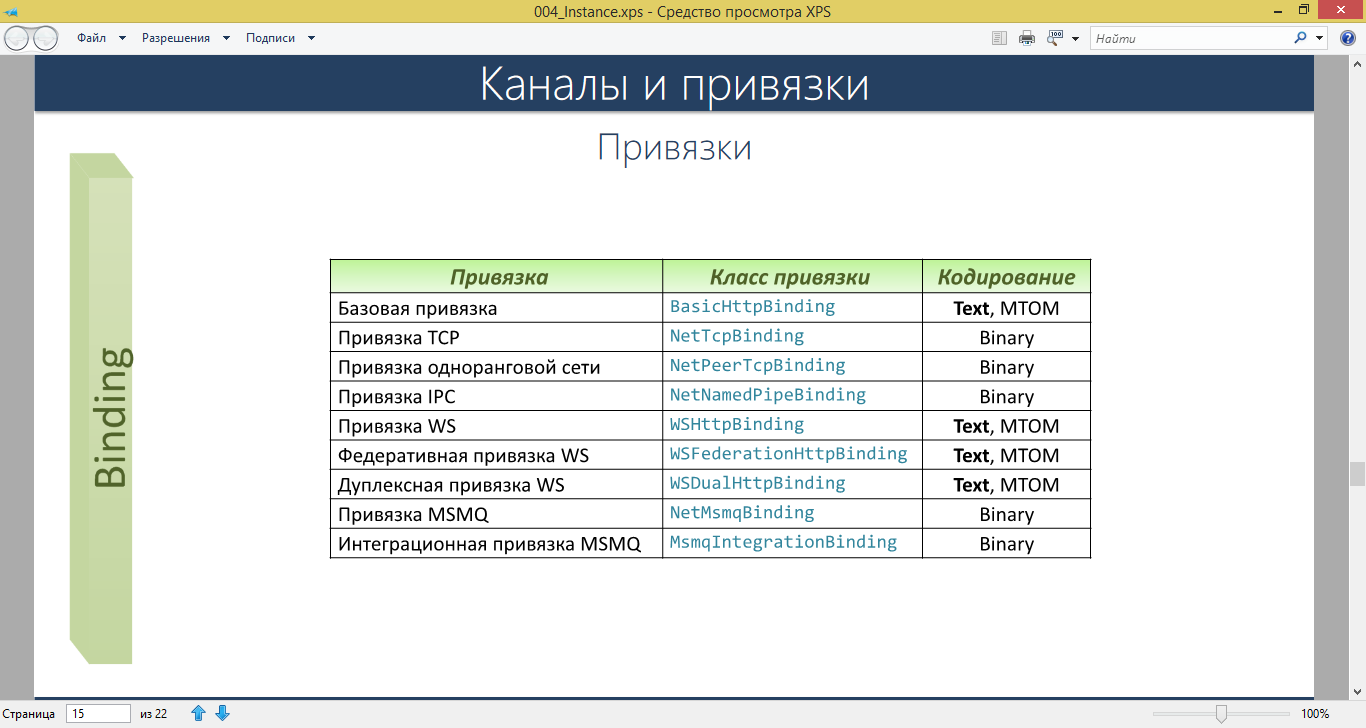 004_Instance.xps - Средство просмотра XPS
Файл Разрешения Подписи 100 Найти
Каналы и привязки
Привязки
Binding
Привязка Класс привязки Кодирование
Базовая привязка BasicHttpBinding Text, MTOM
Привязка TCP NetTcpBinding Binary
Привязка одноранговой сети NetPeerTcpBinding Binary
Привязка IPC NetNamedPipeBinding Binary
Привязка WS WSHttpBinding Text, MTOM
Федеративная привязка WS WSFederationHttpBinding Text, MTOM
Дуплексная привязка WS WSDualHttpBinding Text, MTOM
Привязка MSMQ NetMsmqBinding Binary
Интеграционная привязка MSMQ MsmqIntegrationBinding Binary
Страница 15 из 22 100%